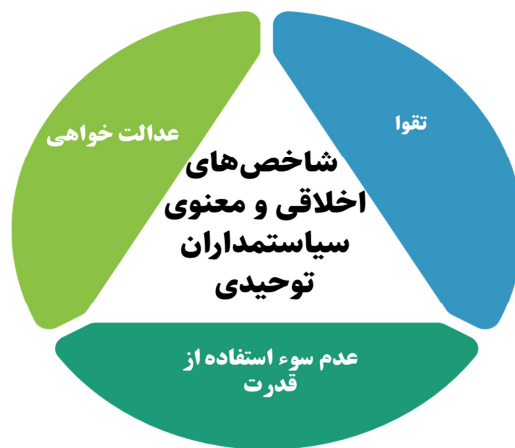 تقوا
عدالت خواهی
شاخص‌های
اخلاقی و معنوی
سیاستمداران
توحیدی
عدم سوء استفاده از
قدرت